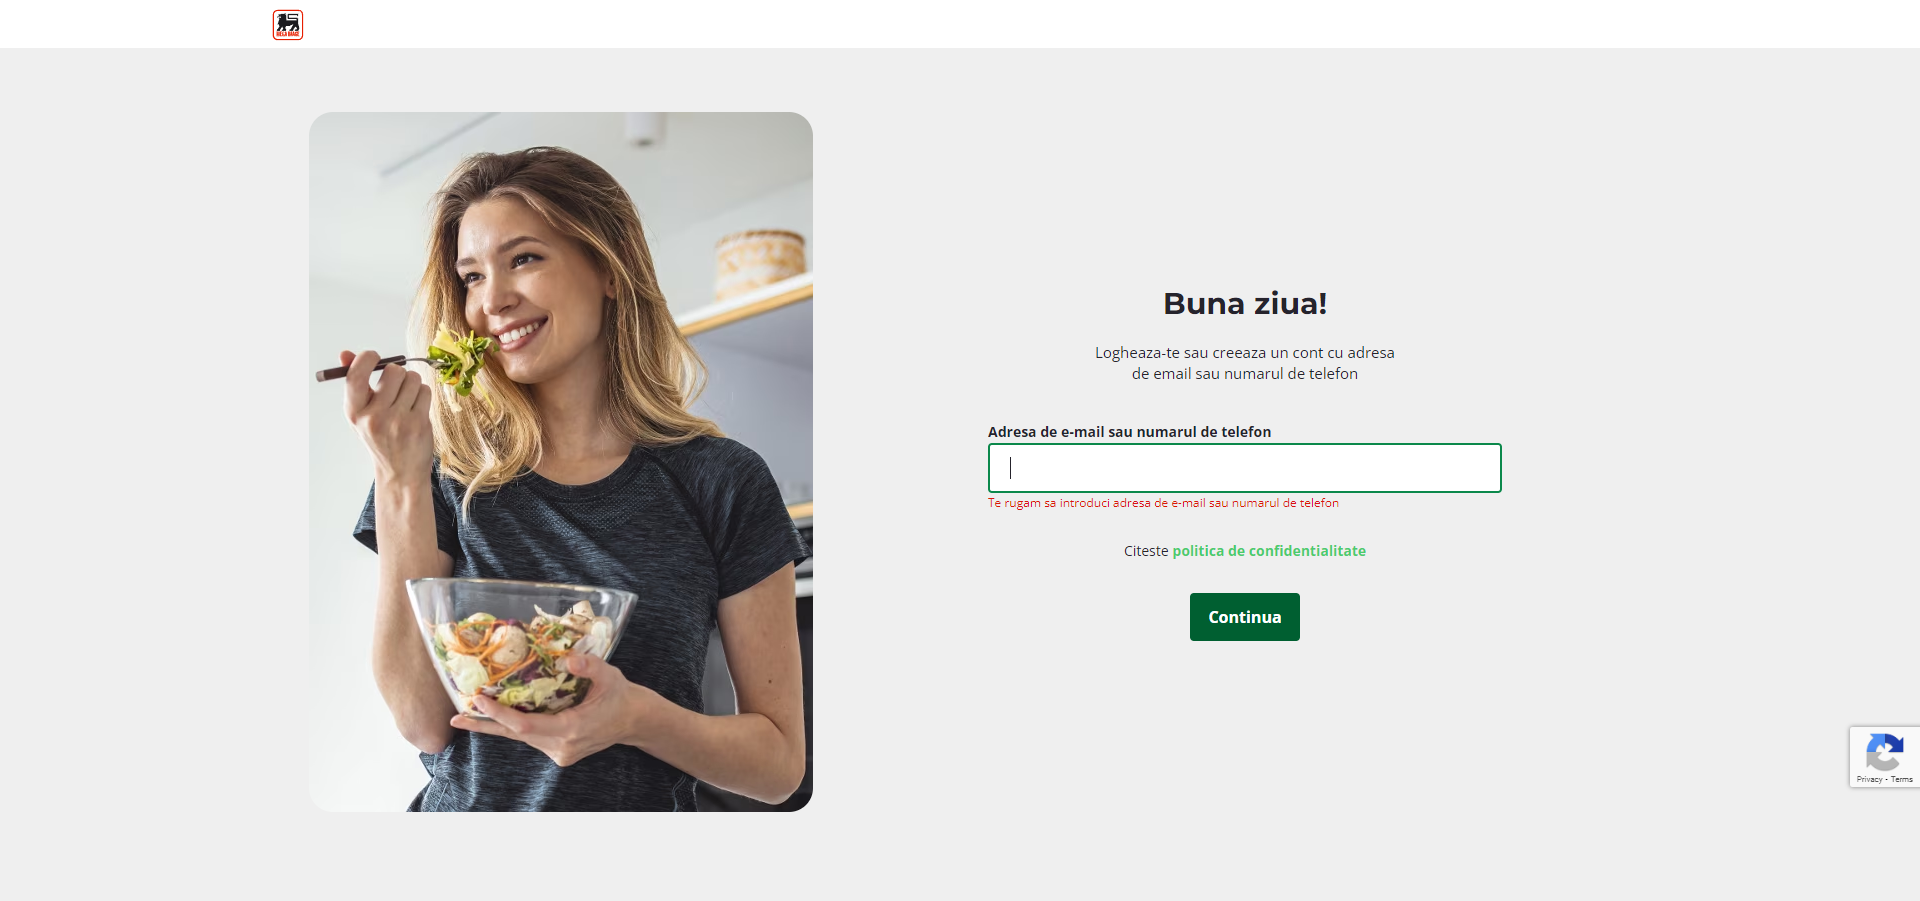 MEGA IMAGE
Buna ziua!
Logheaza-te sau creeaza un cont cu adresa
de email sau numarul de telefon
Adresa de e-mail sau numarul de telefon
Te rugam sa introduci adresa de e-mail sau numarul de telefon
Citeste politica de confidentialitate
Continua
Privacy - Terms